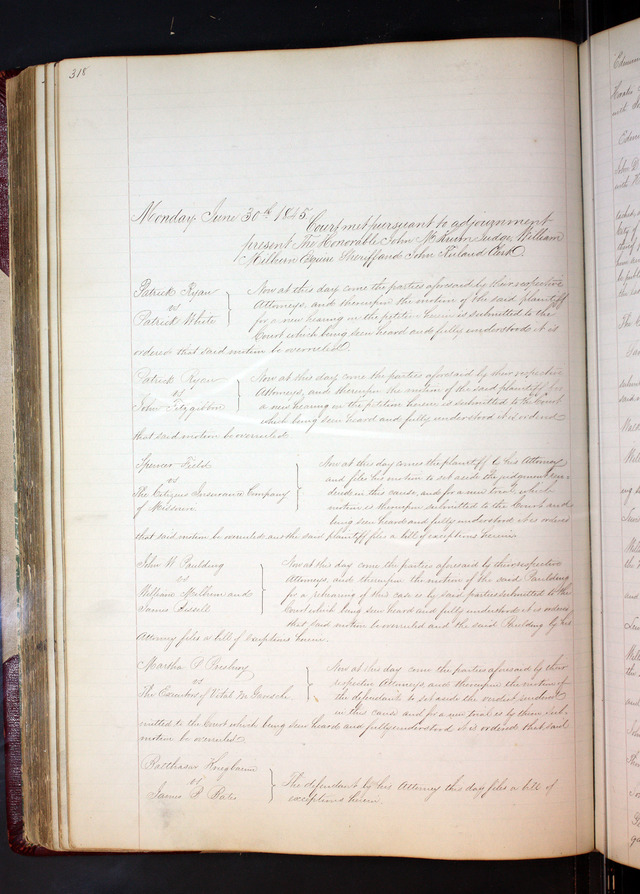 318
Monday June 30th 1845
Court met pursuant to adjournment
present The Honorable John M. Krum Judge, William
Milburn Esquire Sheriff and John Ruland Clerk
Patrick Ryan
vs
Patrick White
Now at this day come the parties aforesaid by their respective
Attorneys, and thereupon the motion of the said plaintiff
for a new hearing on the petition herein is submitted to the
Court which being seen heard and fully understood it is
ordered that said motion be overruled.
Patrick Ryan
vs
John Fitzgibbon
Now at this day come the parties aforesaid by their respective
Attorneys, and thereupon the motion of the said plaintiff for
a new hearing on the petition herein is submitted to the Court
which being seen heard and fully understood it is ordered
that said motion be overruled.
Spencer Field
vs
The Citizens Insurance Company
of Missouri
Now at this day comes the plaintiff by his Attorney
and files his motion to set aside the judgment ren-
dered in this cause, and for a new trial, which
motion is thereupon submitted to the Court and
being seen heard and fully understood it is ordered
that said motion be overruled and the said plaintiff files a bill of exceptions herein.
John W Paulding
vs
William Milburn and
James
Now at this day come the parties aforesaid by their respective
Attorneys, and thereupon the motion of the said Paulding
for a rehearing of this case is by said parties submitted to the
Court which being seen heard and fully understood it is ordered
that said motion be overruled and the said Paulding by his
Attorney files a bill of Exceptions herein.
Martha P
vs
The Executors of Vital M. Garesche
Now at this day come the parties aforesaid by their
respective Attorneys, and thereupon the motion of
the defendants to set aside the verdict rendered
in this cause and for a new trial is by them sub-
mitted to the Court which being seen heard and fully understood it is ordered that said
motion be overruled.
Balthasar
vs
James P Bates
The defendant by his Attorney this day files a bill of
exceptions herein.